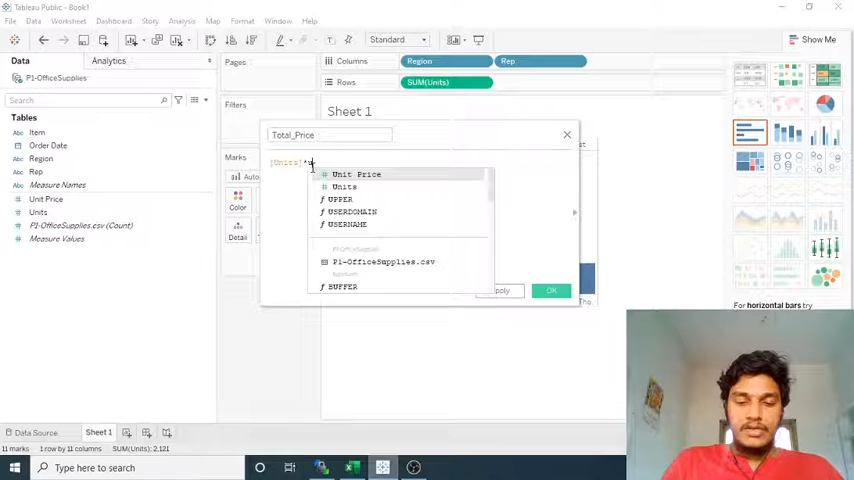 Tableau Public - Book1
File Data Worksheet Dashboard Story Analysis Map Format Window Help
Standard
Show Me
Data Analytics
Pages
Columns Region Rep
P1-OfficeSupplies
Rows SUM(Units)
Search
Filters
Sheet 1
Tables
Item
Order Date
Region
Rep
Measure Names
Unit Price
Units
P1-OfficeSupplies.csv (Count)
Measure Values
Marks
Color
Detail
Total_Price
[Units]*u
Unit Price
Units
UPPER
USERDOMAIN
USERNAME
P1-OfficeSupplies.csv
BUFFER
OK
For horizontal bars try
Data Source Sheet 1
11 marks 1 row by 11 columns SUM(Units): 2,121
Type here to search